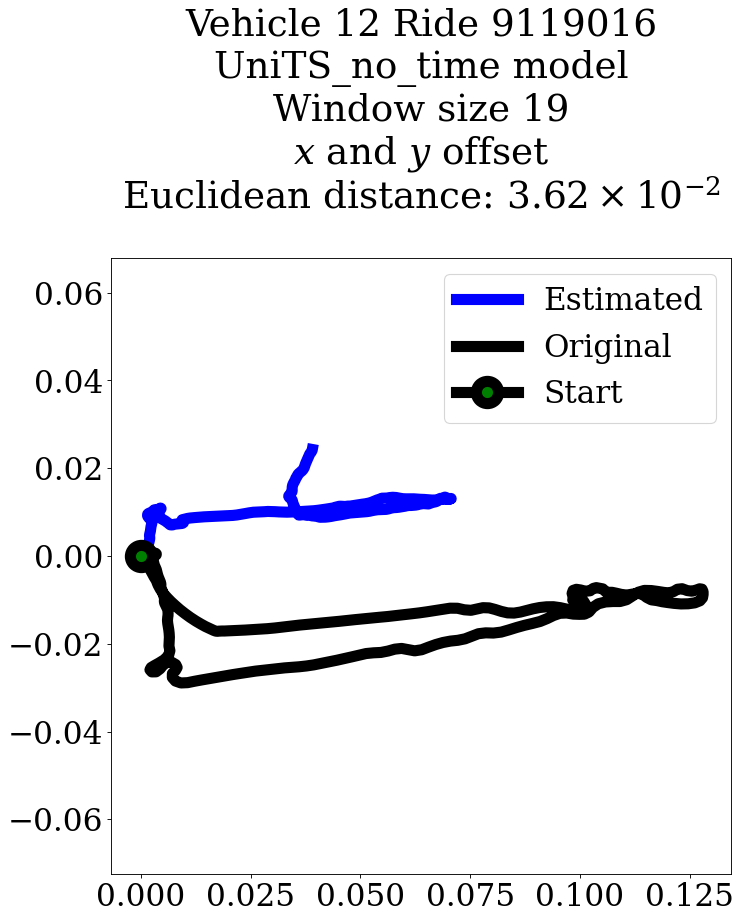 Vehicle 12 Ride 9119016
UniTS_no_time model
Window size 19
x and y offset
Euclidean distance: 3.62 × 10⁻²
Estimated
Original
Start
0.06
0.04
0.02
0.00
−0.02
−0.04
−0.06
0.000 0.025 0.050 0.075 0.100 0.125